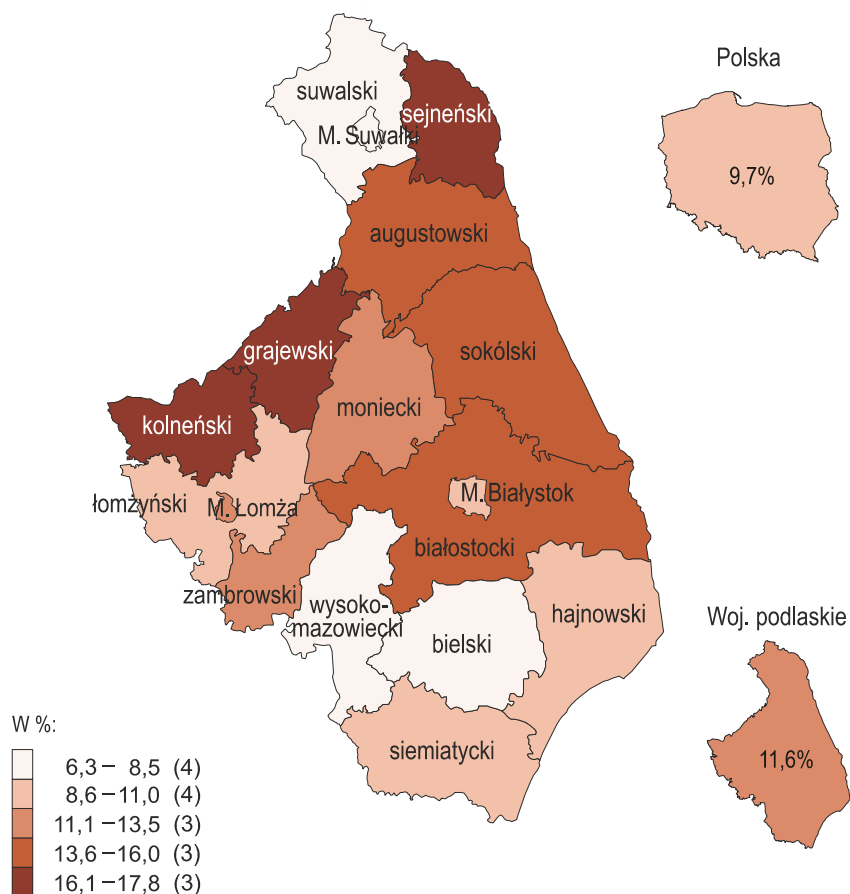 suwalski
M. Suwałki
sejneński
Polska
9,7%
augustowski
grajewski
sokólski
moniecki
kolneński
łomżyński
M. Łomża
M. Białystok
białostocki
zambrowski
wysoko-
mazowiecki
bielski
hajnowski
siemiatycki
Woj. podlaskie
11,6%
W %:
6,3 – 8,5 (4)
8,6 – 11,0 (4)
11,1 – 13,5 (3)
13,6 – 16,0 (3)
16,1 – 17,8 (3)